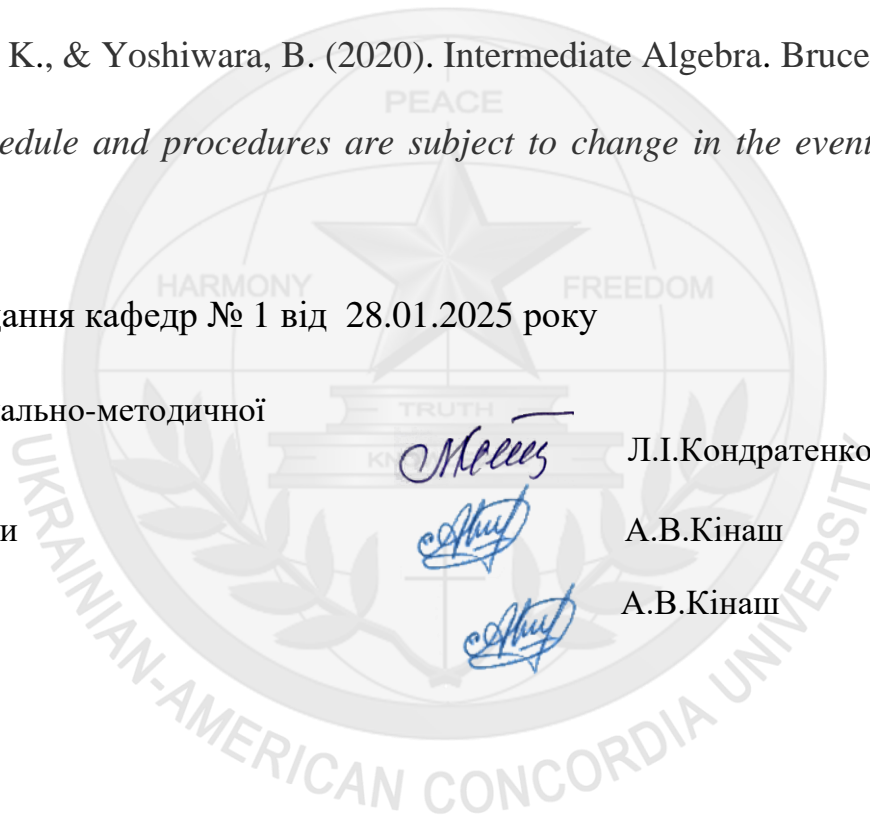 K., & Yoshiwara, B. (2020). Intermediate Algebra. Bruce
PEACE
edule and procedures are subject to change in the event
HARMONY
FREEDOM
дання кафедр № 1 від 28.01.2025 року
ально-методичної
TRUTH
Л.І.Кондратенко
и
А.В.Кінаш
А.В.Кінаш
UKRAINIAN-AMERICAN CONCORDIA UNIVERSIT